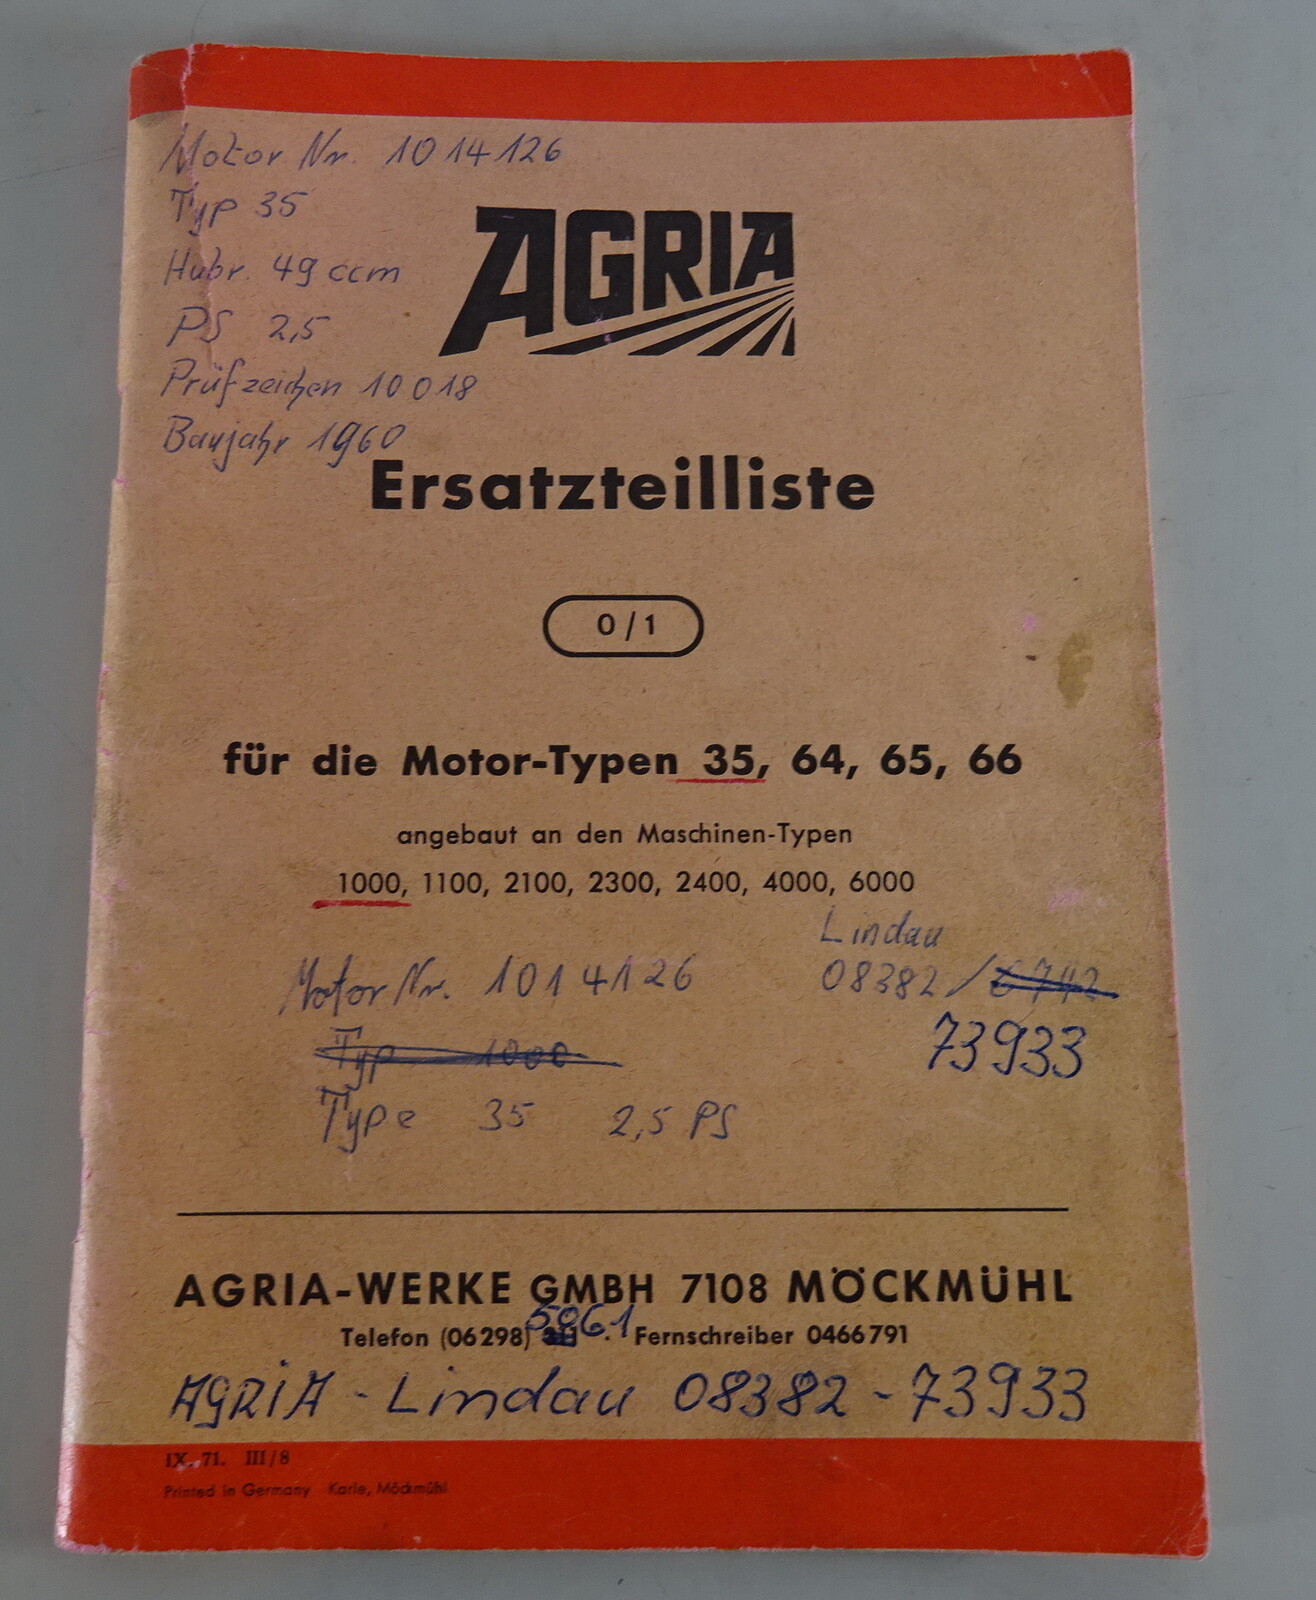 Motor Nr. 1014126
Typ 35
Hubr. 49 ccm
PS 2,5
Prüfzeichen 10018
Baujahr 1960
AGRIA
Ersatzteilliste
0/1
für die Motor-Typen 35, 64, 65, 66
angebaut an den Maschinen-Typen
1000, 1100, 2100, 2300, 2400, 4000, 6000
Lindau
08382/6742
73933
Motor Nr. 1014126
Typ 1000
Type 35 2,5 PS
AGRIA-WERKE GMBH 7108 MÖCKMÜHL
5861
Telefon (06298) · Fernschreiber 0466791
AGRIA - Lindau 08382 - 73933
IX. 71. III/8
Printed in Germany Karle, Möckmühl